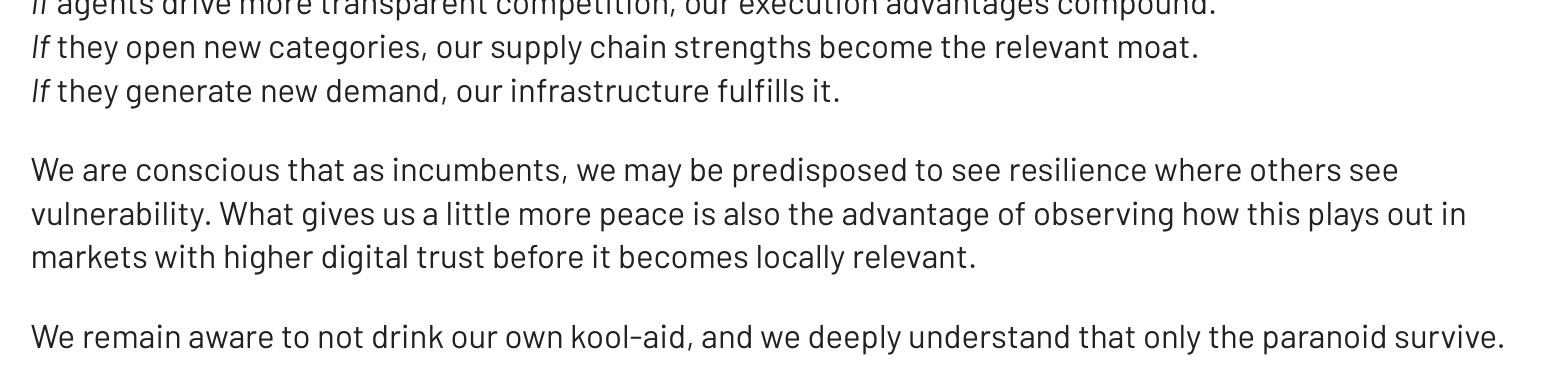 If agents drive more transparent competition, our execution advantages compound.
If they open new categories, our supply chain strengths become the relevant moat.
If they generate new demand, our infrastructure fulfills it.
We are conscious that as incumbents, we may be predisposed to see resilience where others see
vulnerability. What gives us a little more peace is also the advantage of observing how this plays out in
markets with higher digital trust before it becomes locally relevant.
We remain aware to not drink our own kool-aid, and we deeply understand that only the paranoid survive.